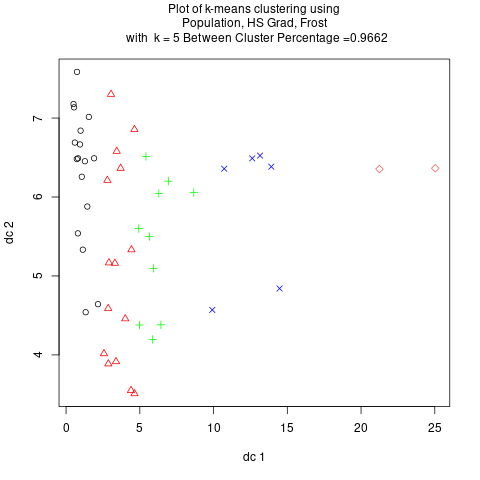 Plot of k-means clustering using
Population, HS Grad, Frost
with k = 5 Between Cluster Percentage =0.9662
7
6
5
4
dc 2
0 5 10 15 20 25
dc 1